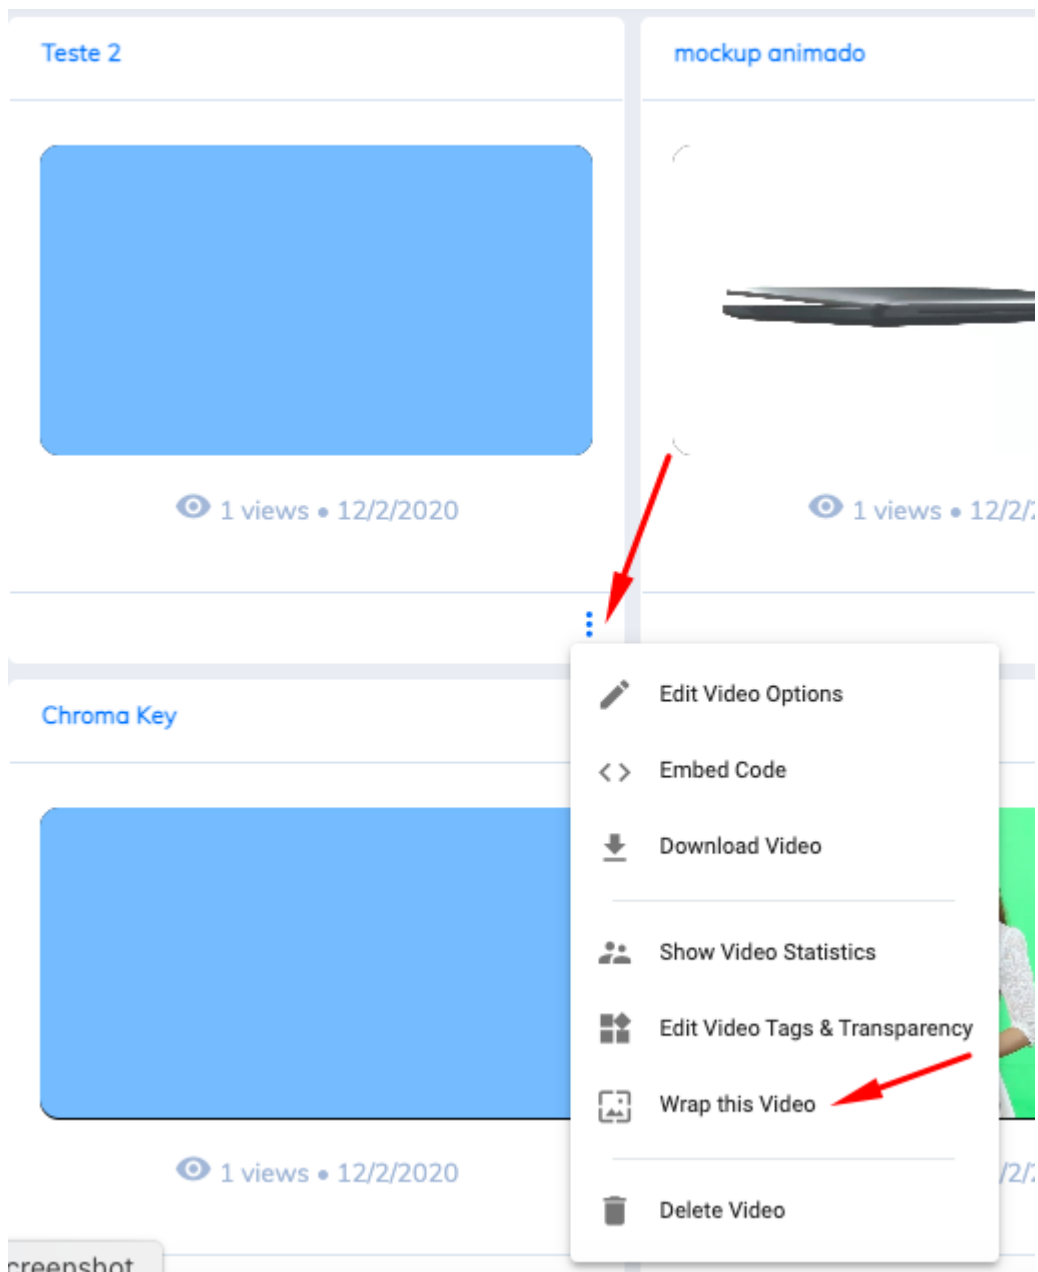 Teste 2
mockup animado
1 views • 12/2/2020
1 views • 12/2/
Chroma Key
Edit Video Options
Embed Code
Download Video
Show Video Statistics
Edit Video Tags & Transparency
Wrap this Video
Delete Video
1 views • 12/2/2020
/2/
creenshot